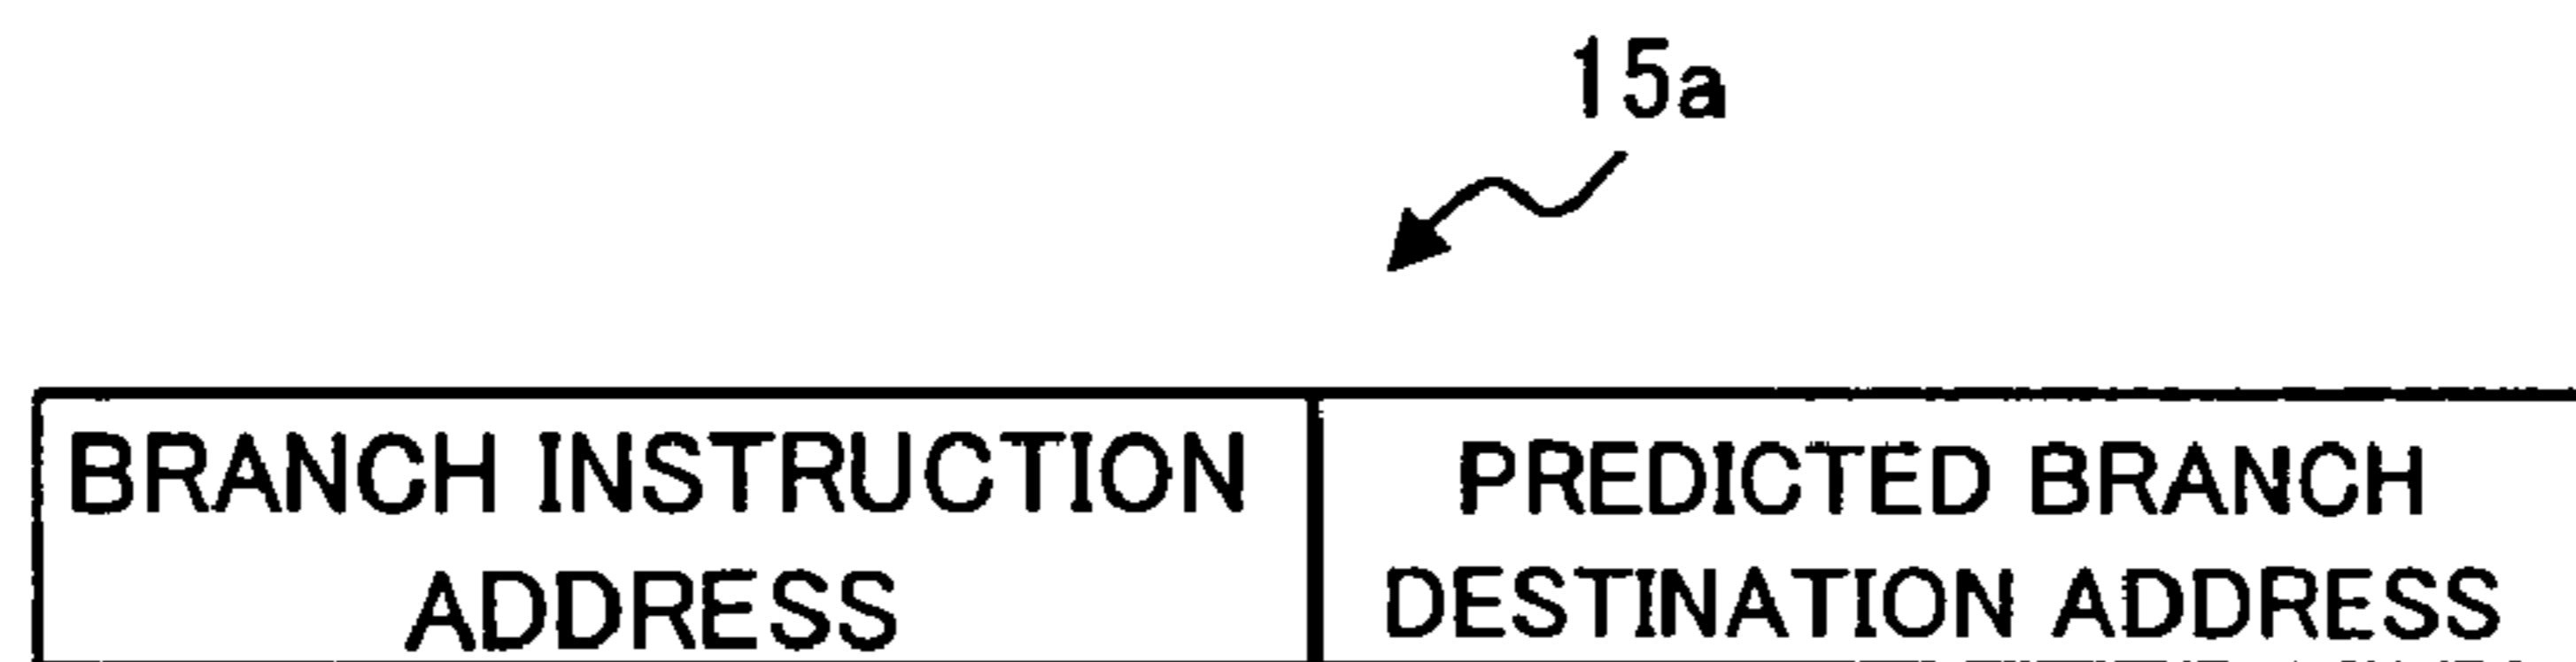 15a
BRANCH INSTRUCTION
ADDRESS
PREDICTED BRANCH
DESTINATION ADDRESS